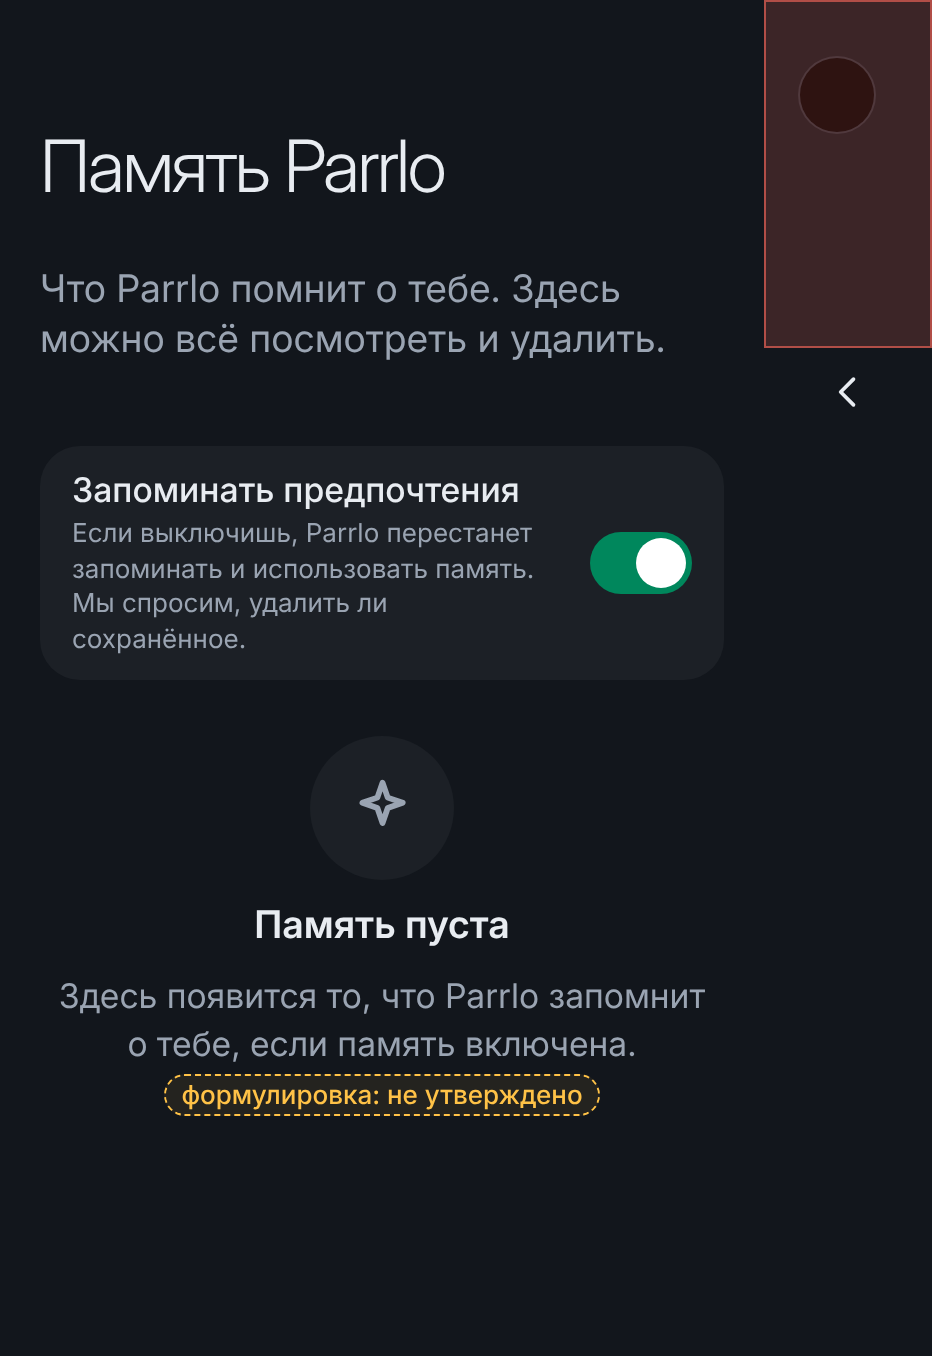 Память Parrlo
Что Parrlo помнит о тебе. Здесь
можно всё посмотреть и удалить.
Запоминать предпочтения
Если выключишь, Parrlo перестанет
запоминать и использовать память.
Мы спросим, удалить ли
сохранённое.
Память пуста
Здесь появится то, что Parrlo запомнит
о тебе, если память включена.
формулировка: не утверждено